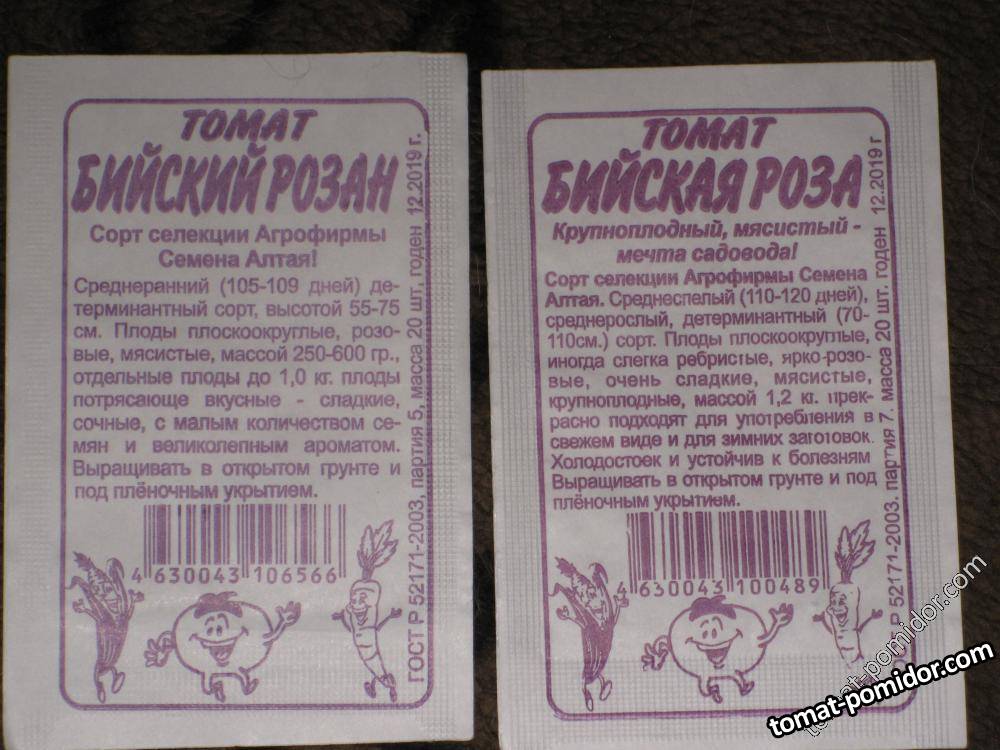 ТОМАТ
БИЙСКИЙ РОЗАН
Сорт селекции Агрофирмы
Семена Алтая!
Среднеранний (105-109 дней) де-
терминантный сорт, высотой 55-75
см. Плоды плоскоокруглые, розо-
вые, мясистые, массой 250-600 гр.,
отдельные плоды до 1,0 кг. плоды
потрясающе вкусные - сладкие,
сочные, с малым количеством се-
мян и великолепным ароматом.
Выращивать в открытом грунте и
под плёночным укрытием.
4 630043 106566
ГОСТ Р 52171-2003, партия 5, масса 20 шт, годен 12.2019 г.
ТОМАТ
БИЙСКАЯ РОЗА
Крупноплодный, мясистый -
мечта садовода!
Сорт селекции Агрофирмы Семена
Алтая. Среднеспелый (110-120 дней),
среднерослый, детерминантный (70-
110см.) сорт. Плоды плоскоокруглые,
иногда слегка ребристые, ярко-розо-
вые, очень сладкие, мясистые,
крупноплодные, массой 1,2 кг. прек-
расно подходят для употребления в
свежем виде и для зимних заготовок.
Холодостоек и устойчив к болезням
Выращивать в открытом грунте и под
плёночным укрытием.
4 630043 100489
Р 52171-2003. партия 7. масса 20 шт. годен 12.2019 г
tomat-pomidor.com
tomat-pomidor.com